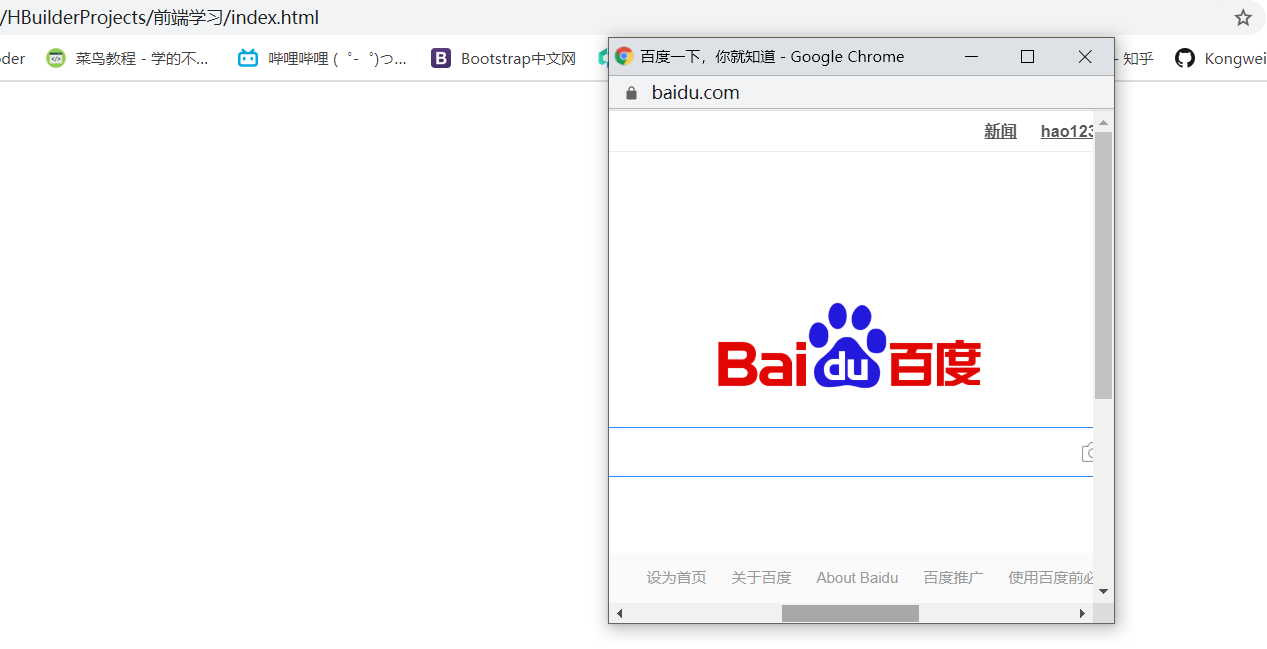 /HBuilderProjects/前端学习/index.html
百度一下，你就知道 - Google Chrome
der 菜鸟教程 - 学的不... 哔哩哔哩 ( ゜- ゜)つ... Bootstrap中文网 - 知乎 Kongwei
baidu.com
新闻 hao123
Bai du 百度
设为首页 关于百度 About Baidu 百度推广 使用百度前必